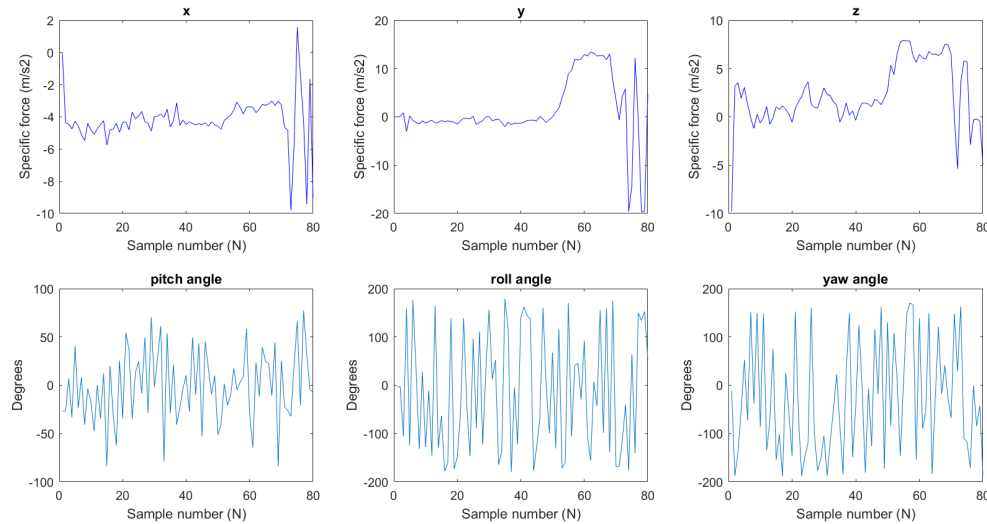 x
Specific force (m/s2)
2
0
-2
-4
-6
-8
-10
0 20 40 60 80
Sample number (N)
y
Specific force (m/s2)
20
10
0
-10
-20
0 20 40 60 80
Sample number (N)
z
Specific force (m/s2)
10
5
0
-5
-10
0 20 40 60 80
Sample number (N)
pitch angle
Degrees
100
50
0
-50
-100
0 20 40 60 80
Sample number (N)
roll angle
Degrees
200
100
0
-100
-200
0 20 40 60 80
Sample number (N)
yaw angle
Degrees
200
100
0
-100
-200
0 20 40 60 80
Sample number (N)